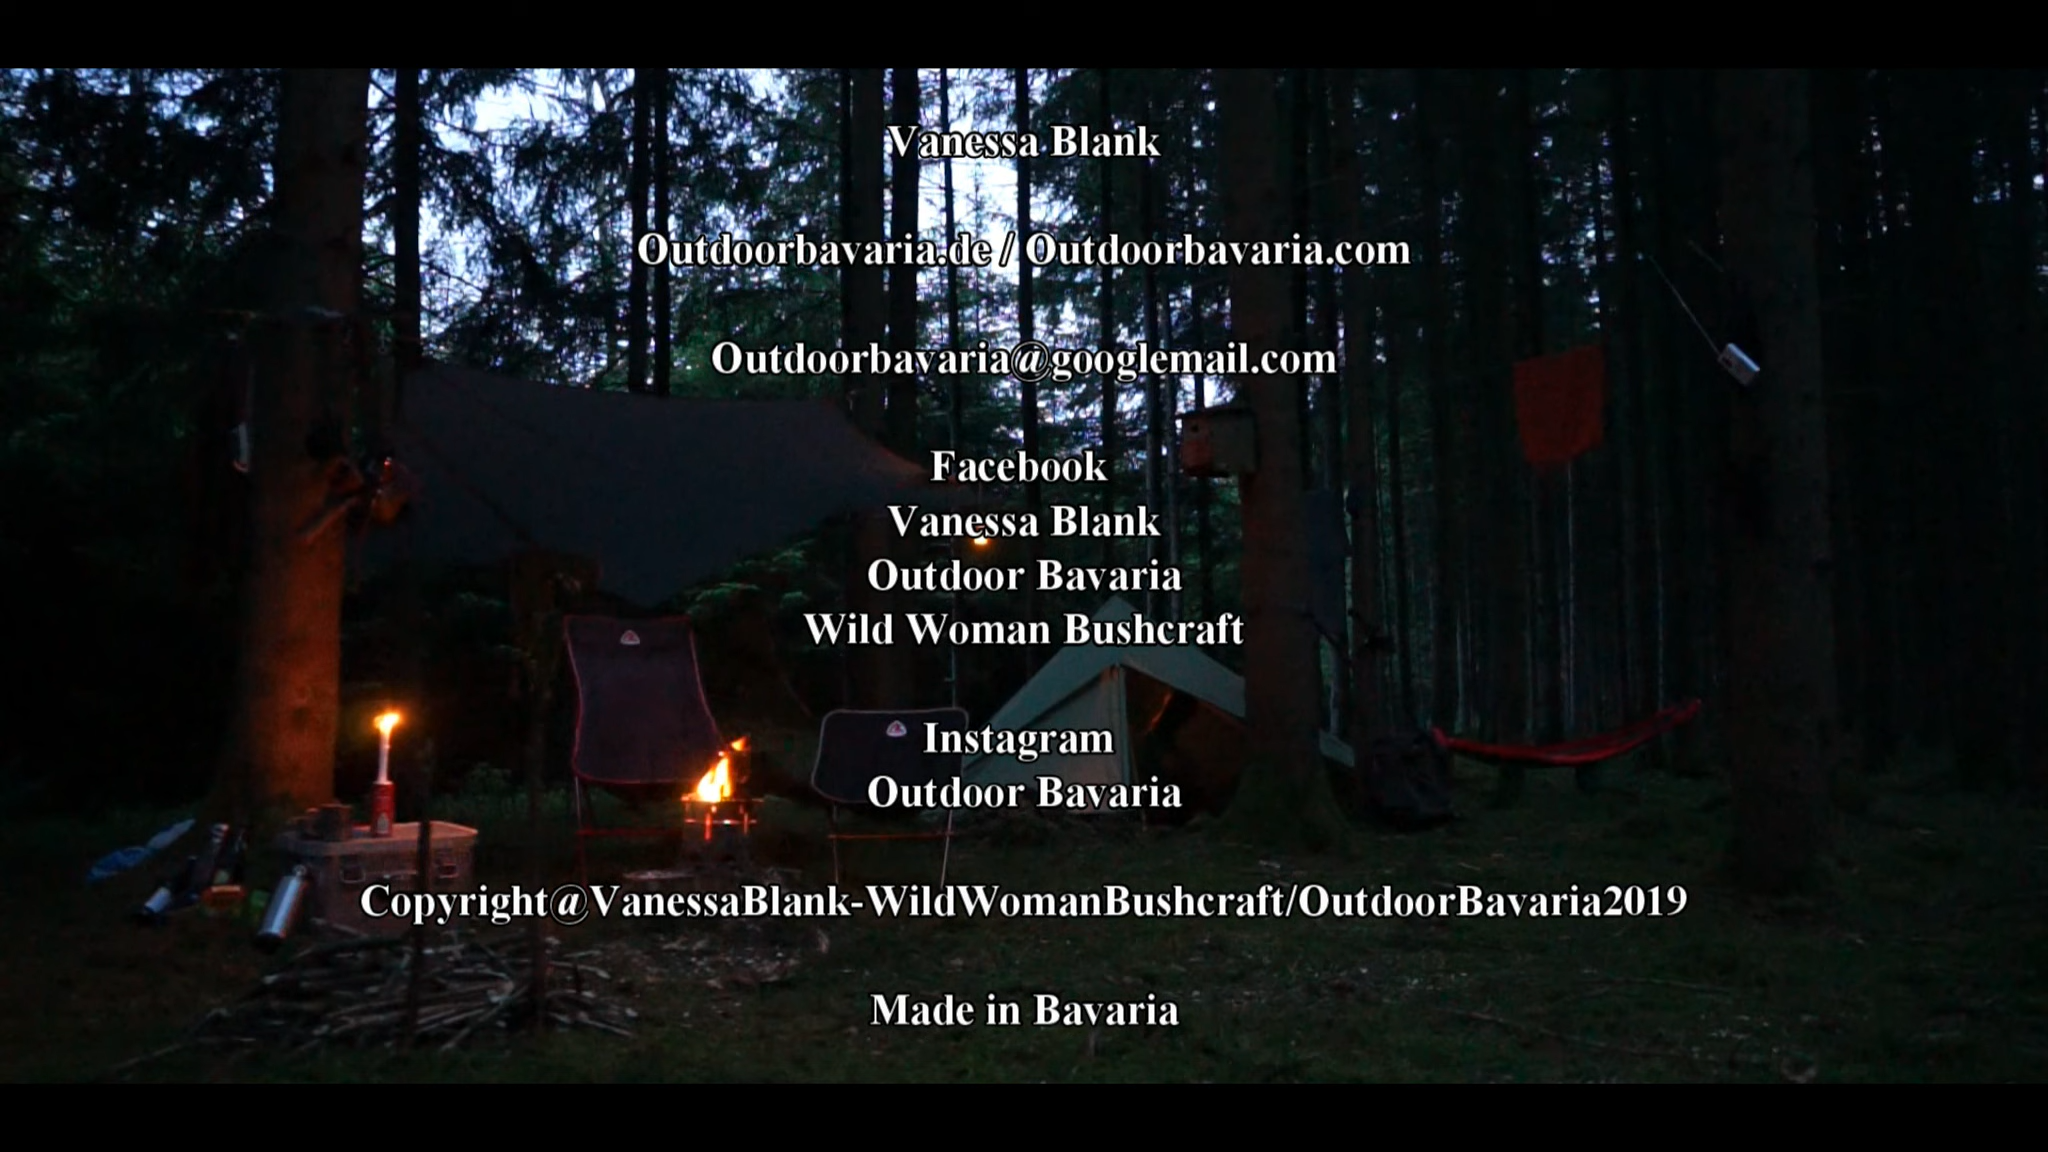 Vanessa Blank
Outdoorbavaria.de / Outdoorbavaria.com
Outdoorbavaria@googlemail.com
Facebook
Vanessa Blank
Outdoor Bavaria
Wild Woman Bushcraft
Instagram
Outdoor Bavaria
Copyright@VanessaBlank-WildWomanBushcraft/OutdoorBavaria2019
Made in Bavaria